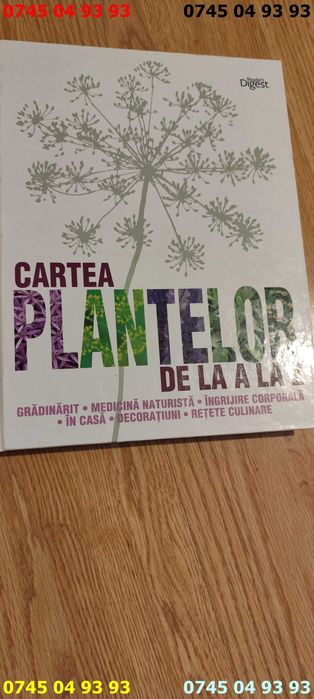 0745 04 93 93 0745 04 93 93
Reader's
Digest
CARTEA
PLANTELOR
DE LA A LA Z
GRĂDINĂRIT • MEDICINĂ NATURISTĂ • ÎNGRIJIRE CORPORALĂ
• ÎN CASĂ • DECORAȚIUNI • REȚETE CULINARE
0745 04 93 93 0745 04 93 93